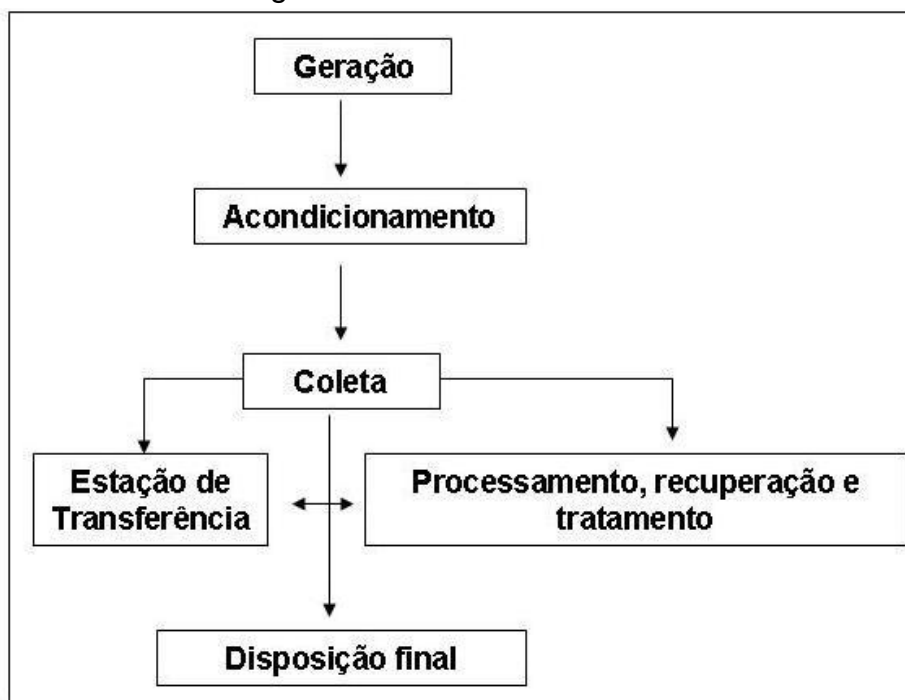 Geração
Acondicionamento
Coleta
Estação de
Transferência
Processamento, recuperação e
tratamento
Disposição final